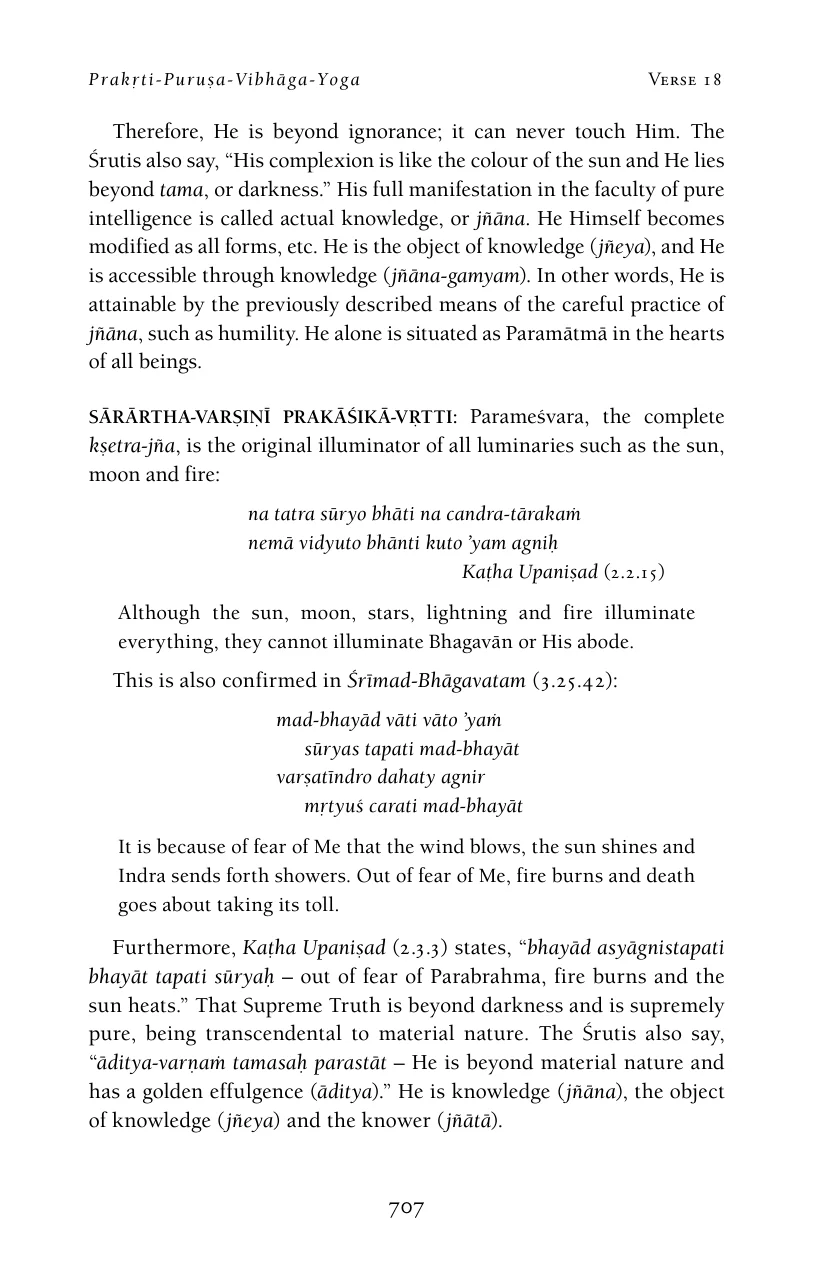 Prakṛti-Puruṣa-Vibhāga-Yoga
Verse 18
Therefore, He is beyond ignorance; it can never touch Him. The
Śrutis also say, “His complexion is like the colour of the sun and He lies
beyond tama, or darkness.” His full manifestation in the faculty of pure
intelligence is called actual knowledge, or jñāna. He Himself becomes
modified as all forms, etc. He is the object of knowledge (jñeya), and He
is accessible through knowledge (jñāna-gamyam). In other words, He is
attainable by the previously described means of the careful practice of
jñāna, such as humility. He alone is situated as Paramātmā in the hearts
of all beings.
SĀRĀRTHA-VARṢIṆĪ PRAKĀŚIKĀ-VṚTTI: Parameśvara, the complete
kṣetra-jña, is the original illuminator of all luminaries such as the sun,
moon and fire:
na tatra sūryo bhāti na candra-tārakaṁ
nemā vidyuto bhānti kuto ’yam agniḥ
Kaṭha Upaniṣad (2.2.15)
Although the sun, moon, stars, lightning and fire illuminate
everything, they cannot illuminate Bhagavān or His abode.
This is also confirmed in Śrīmad-Bhāgavatam (3.25.42):
mad-bhayād vāti vāto ’yaṁ
sūryas tapati mad-bhayāt
varṣatīndro dahaty agnir
mṛtyuś carati mad-bhayāt
It is because of fear of Me that the wind blows, the sun shines and
Indra sends forth showers. Out of fear of Me, fire burns and death
goes about taking its toll.
Furthermore, Kaṭha Upaniṣad (2.3.3) states, “bhayād asyāgnistapati
bhayāt tapati sūryaḥ – out of fear of Parabrahma, fire burns and the
sun heats.” That Supreme Truth is beyond darkness and is supremely
pure, being transcendental to material nature. The Śrutis also say,
“āditya-varṇaṁ tamasaḥ parastāt – He is beyond material nature and
has a golden effulgence (āditya).” He is knowledge (jñāna), the object
of knowledge (jñeya) and the knower (jñātā).
707